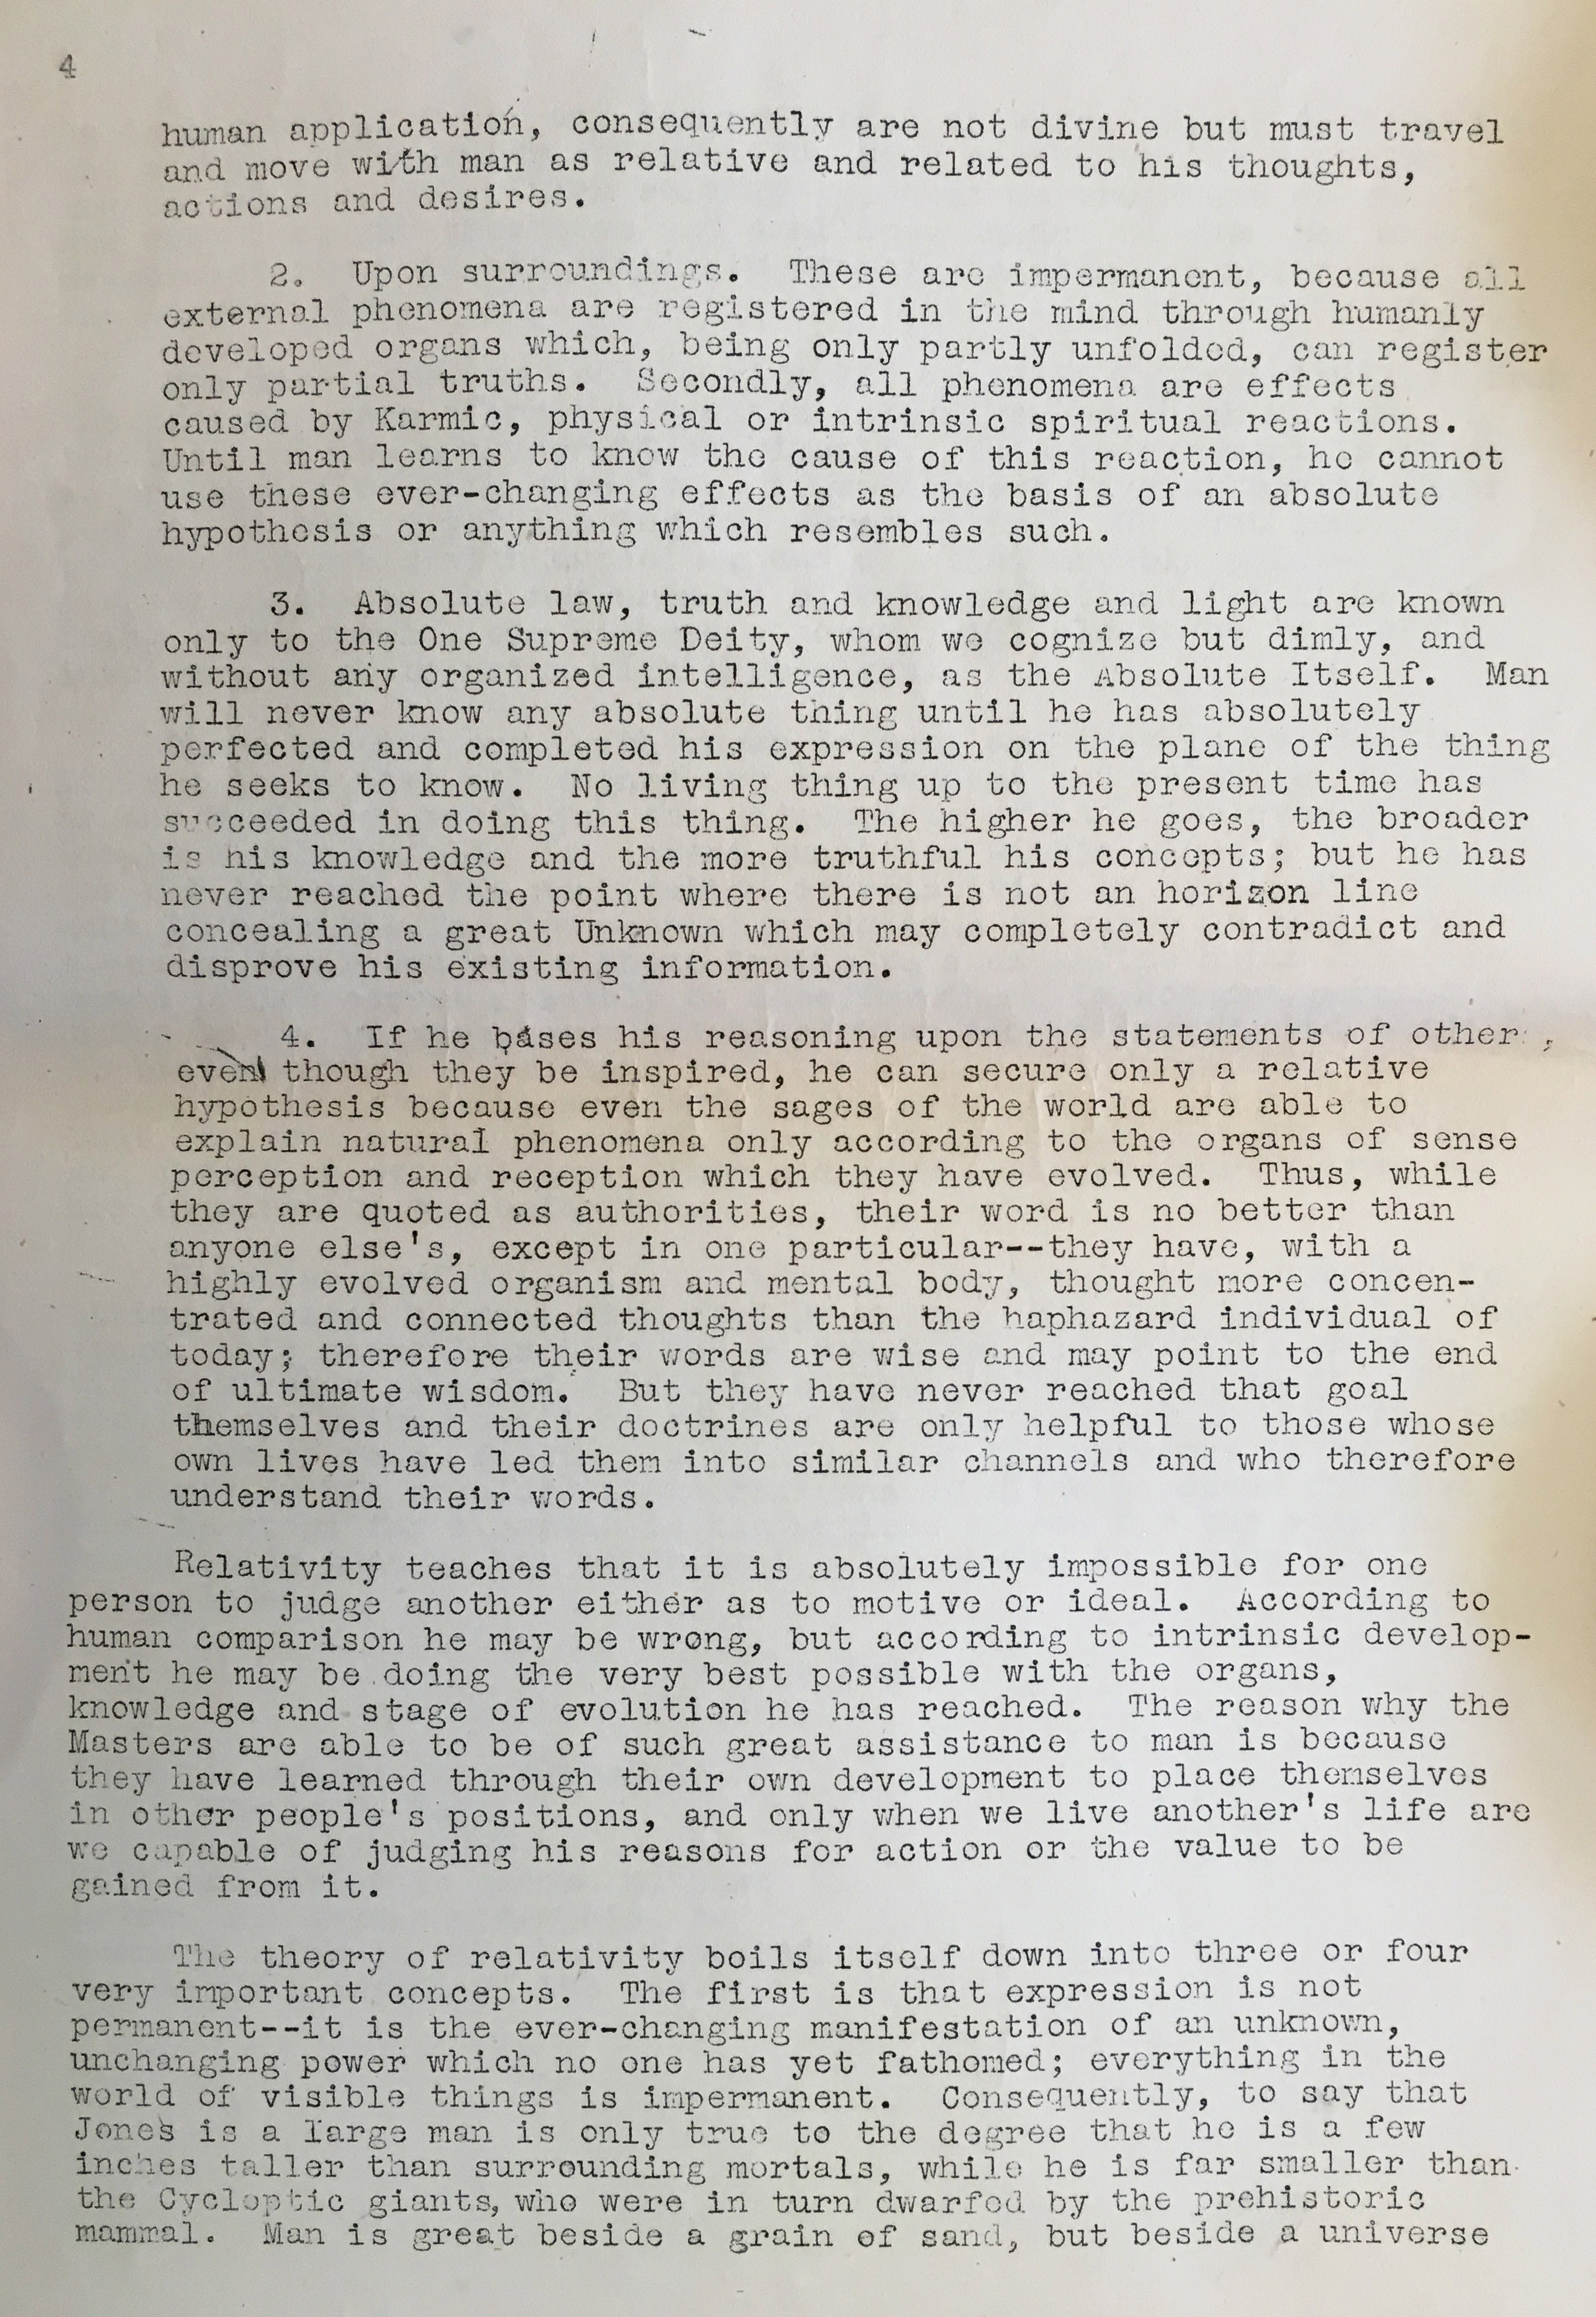 4
human application, consequently are not divine but must travel
and move with man as relative and related to his thoughts,
actions and desires.
2. Upon surroundings. These are impermanent, because all
external phenomena are registered in the mind through humanly
developed organs which, being only partly unfolded, can register
only partial truths. Secondly, all phenomena are effects
caused by Karmic, physical or intrinsic spiritual reactions.
Until man learns to know the cause of this reaction, he cannot
use these ever-changing effects as the basis of an absolute
hypothesis or anything which resembles such.
3. Absolute law, truth and knowledge and light are known
only to the One Supreme Deity, whom we cognize but dimly, and
without any organized intelligence, as the Absolute Itself. Man
will never know any absolute thing until he has absolutely
perfected and completed his expression on the plane of the thing
he seeks to know. No living thing up to the present time has
succeeded in doing this thing. The higher he goes, the broader
is his knowledge and the more truthful his concepts; but he has
never reached the point where there is not an horizon line
concealing a great Unknown which may completely contradict and
disprove his existing information.
4. If he bases his reasoning upon the statements of other ,
even though they be inspired, he can secure only a relative
hypothesis because even the sages of the world are able to
explain natural phenomena only according to the organs of sense
perception and reception which they have evolved. Thus, while
they are quoted as authorities, their word is no better than
anyone else's, except in one particular--they have, with a
highly evolved organism and mental body, thought more concen-
trated and connected thoughts than the haphazard individual of
today; therefore their words are wise and may point to the end
of ultimate wisdom. But they have never reached that goal
themselves and their doctrines are only helpful to those whose
own lives have led them into similar channels and who therefore
understand their words.
Relativity teaches that it is absolutely impossible for one
person to judge another either as to motive or ideal. According to
human comparison he may be wrong, but according to intrinsic develop-
ment he may be doing the very best possible with the organs,
knowledge and stage of evolution he has reached. The reason why the
Masters are able to be of such great assistance to man is because
they have learned through their own development to place themselves
in other people's positions, and only when we live another's life are
we capable of judging his reasons for action or the value to be
gained from it.
The theory of relativity boils itself down into three or four
very important concepts. The first is that expression is not
permanent--it is the ever-changing manifestation of an unknown,
unchanging power which no one has yet fathomed; everything in the
world of visible things is impermanent. Consequently, to say that
Jones is a large man is only true to the degree that he is a few
inches taller than surrounding mortals, while he is far smaller than
the Cycloptic giants, who were in turn dwarfed by the prehistoric
mammal. Man is great beside a grain of sand, but beside a universe